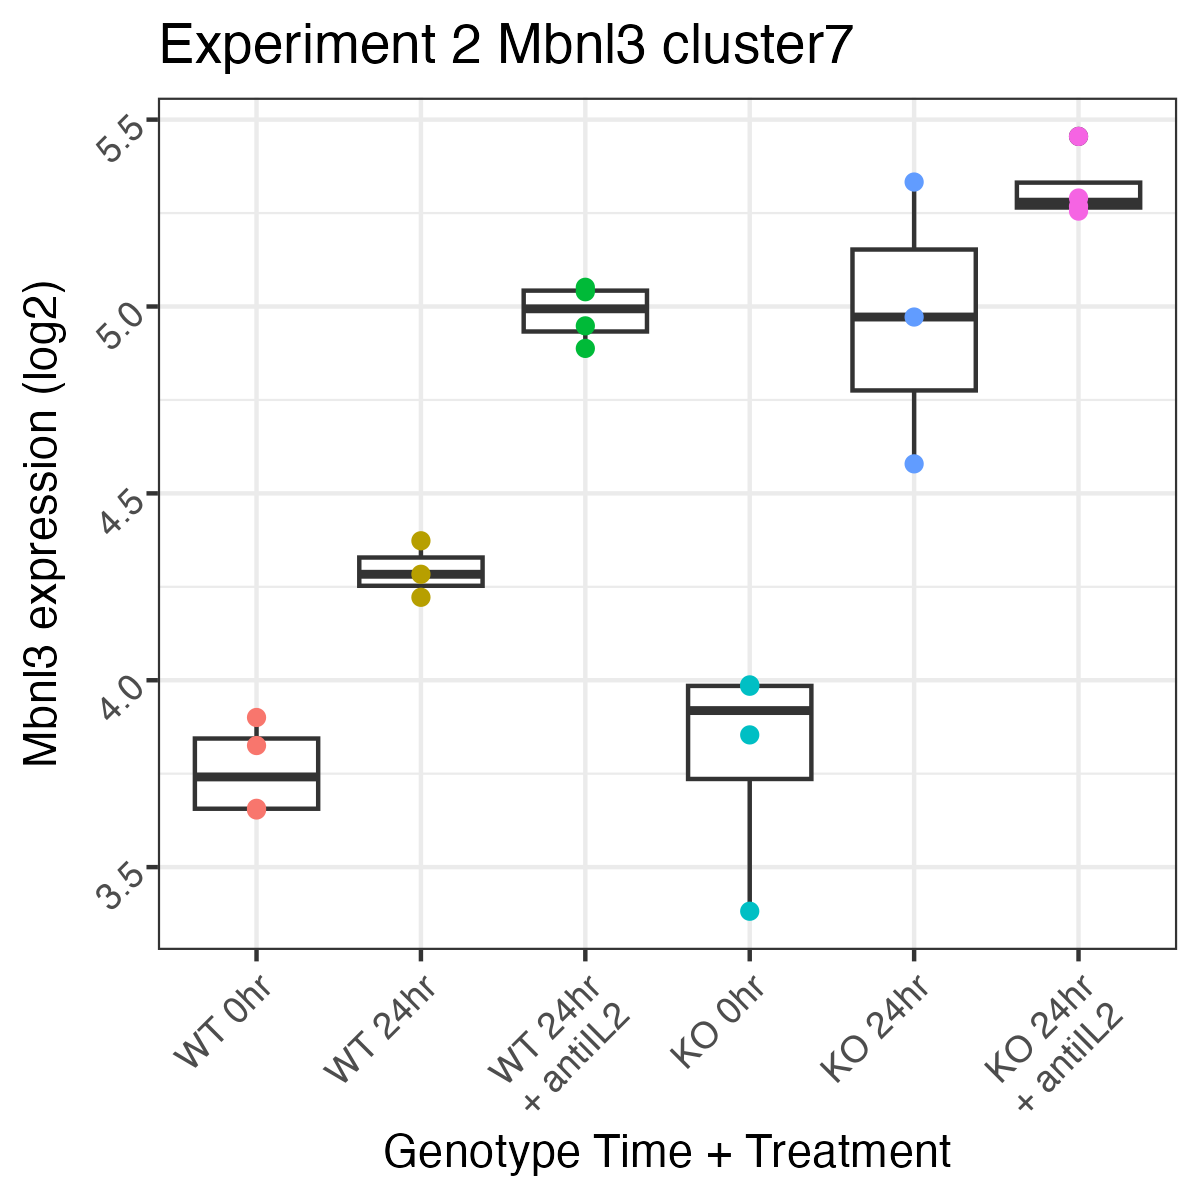 Experiment 2 Mbnl3 cluster7
Mbnl3 expression (log2)
5.5
5.0
4.5
4.0
3.5
WT 0hr
WT 24hr
WT 24hr
+ antiIL2
KO 0hr
KO 24hr
KO 24hr
+ antiIL2
Genotype Time + Treatment